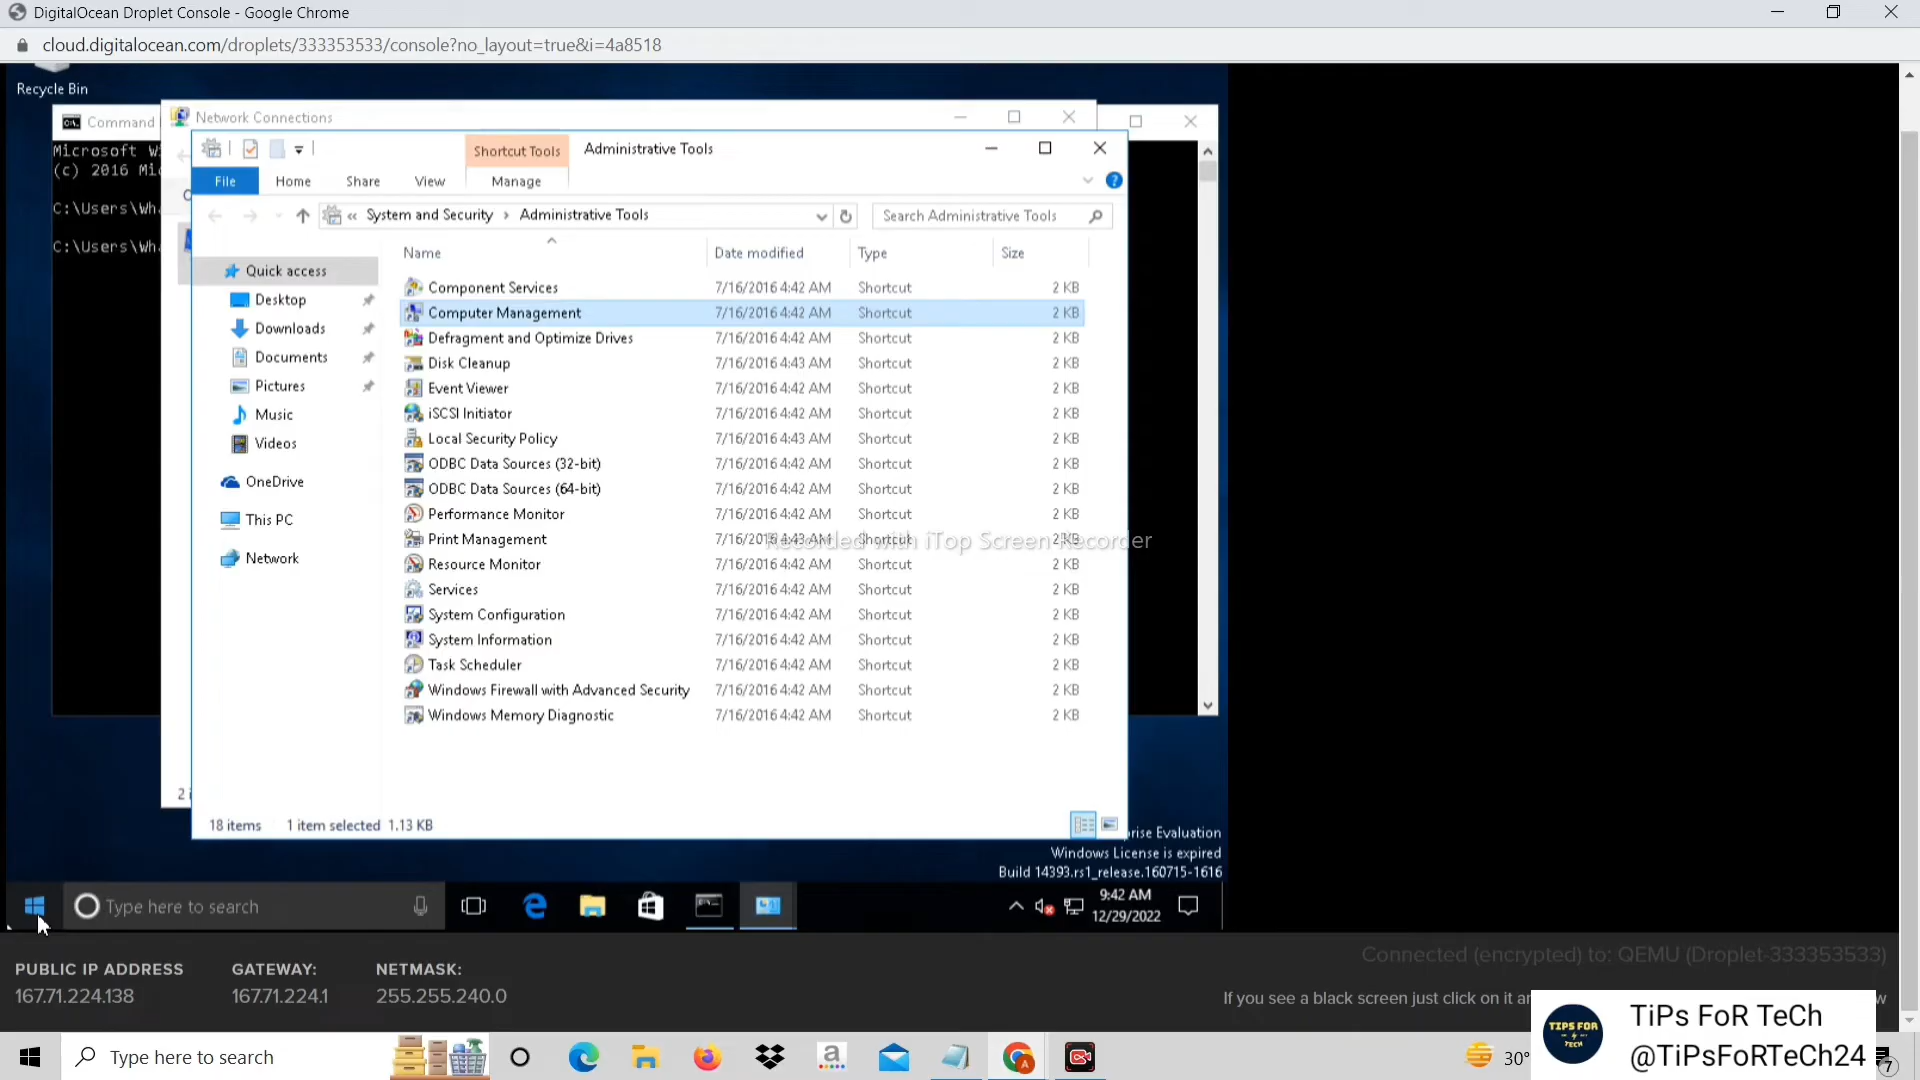 DigitalOcean Droplet Console - Google Chrome
cloud.digitalocean.com/droplets/333353533/console?no_layout=true&i=4a8518
Recycle Bin
Command
Network Connections
Microsoft W
(c) 2016 Mi
C:\Users\Wh
C:\Users\Wh
Shortcut Tools
Administrative Tools
File
Home
Share
View
Manage
« System and Security › Administrative Tools
Search Administrative Tools
Name
Date modified
Type
Size
Quick access
Desktop
Downloads
Documents
Pictures
Music
Videos
OneDrive
This PC
Network
Component Services 7/16/2016 4:42 AM Shortcut 2 KB
Computer Management 7/16/2016 4:42 AM Shortcut 2 KB
Defragment and Optimize Drives 7/16/2016 4:42 AM Shortcut 2 KB
Disk Cleanup 7/16/2016 4:43 AM Shortcut 2 KB
Event Viewer 7/16/2016 4:42 AM Shortcut 2 KB
iSCSI Initiator 7/16/2016 4:42 AM Shortcut 2 KB
Local Security Policy 7/16/2016 4:43 AM Shortcut 2 KB
ODBC Data Sources (32-bit) 7/16/2016 4:42 AM Shortcut 2 KB
ODBC Data Sources (64-bit) 7/16/2016 4:42 AM Shortcut 2 KB
Performance Monitor 7/16/2016 4:42 AM Shortcut 2 KB
Print Management 7/16/2016 4:43 AM Shortcut 2 KB
Recorded with iTop Screen Recorder
Resource Monitor 7/16/2016 4:42 AM Shortcut 2 KB
Services 7/16/2016 4:42 AM Shortcut 2 KB
System Configuration 7/16/2016 4:42 AM Shortcut 2 KB
System Information 7/16/2016 4:42 AM Shortcut 2 KB
Task Scheduler 7/16/2016 4:42 AM Shortcut 2 KB
Windows Firewall with Advanced Security 7/16/2016 4:42 AM Shortcut 2 KB
Windows Memory Diagnostic 7/16/2016 4:42 AM Shortcut 2 KB
2 i
18 items 1 item selected 1.13 KB
rise Evaluation
Windows License is expired
Build 14393.rs1_release.160715-1616
Type here to search
9:42 AM
12/29/2022
PUBLIC IP ADDRESS
167.71.224.138
GATEWAY:
167.71.224.1
NETMASK:
255.255.240.0
Connected (encrypted) to: QEMU (Droplet-333353533)
If you see a black screen just click on it a
w
Type here to search
30°
TIPS FOR
TECH
TiPs FoR TeCh
@TiPsFoRTeCh24
7